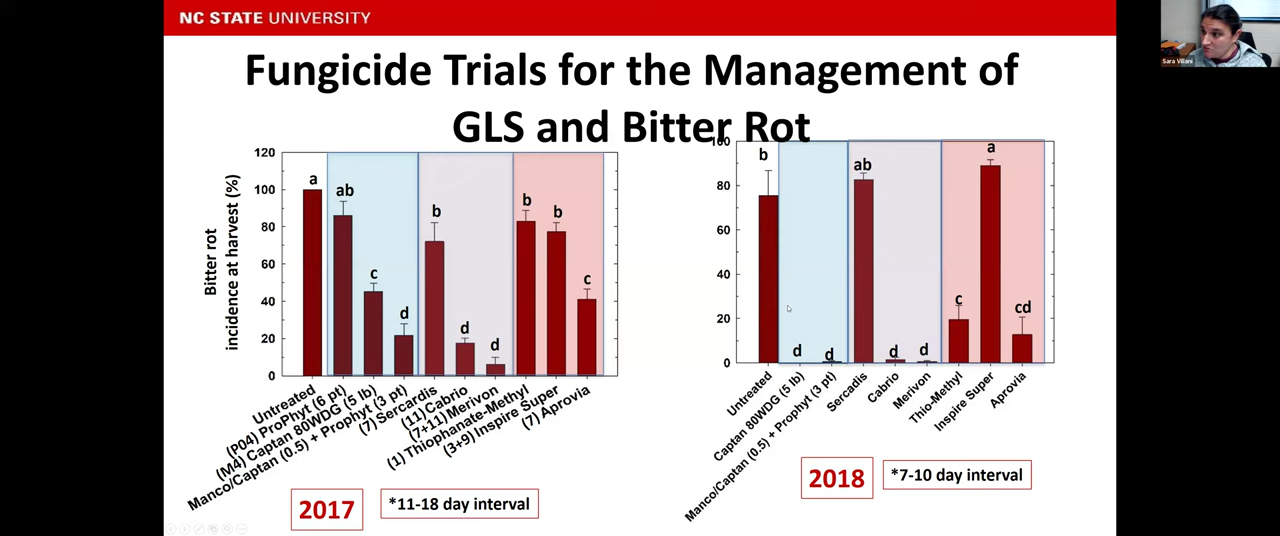 NC STATE UNIVERSITY
Sara Villani
Fungicide Trials for the Management of
GLS and Bitter Rot
Bitter rot
incidence at harvest (%)
120
100
80
60
40
20
0
a
ab
c
d
b
d
d
b
b
c
Untreated
(P04) ProPhyt (6 pt)
(M4) Captan 80WDG (5 lb)
Manco/Captan (0.5) + Prophyt (3 pt)
(7) Sercardis
(11) Cabrio
(7+11) Merivon
(1) Thiophanate-Methyl
(3+9) Inspire Super
(7) Aprovia
2017
*11-18 day interval
100
80
60
40
20
0
b
d
d
ab
d
d
c
a
cd
Untreated
Captan 80WDG (5 lb)
Manco/Captan (0.5) + Prophyt (3 pt)
Sercadis
Cabrio
Merivon
Thio-Methyl
Inspire Super
Aprovia
2018
*7-10 day interval